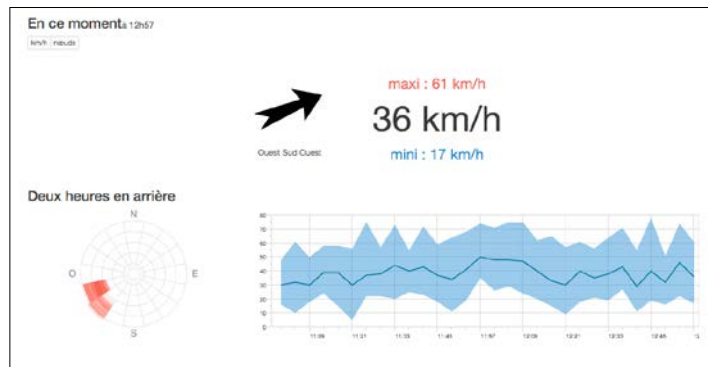 En ce moment à 12h57
km/h nœuds
maxi : 61 km/h
36 km/h
Ouest Sud Ouest
mini : 17 km/h
Deux heures en arrière
N
O
E
S
80
70
60
50
40
30
20
10
0
11:09 11:21 11:33 11:45 11:57 12:09 12:21 12:33 12:45